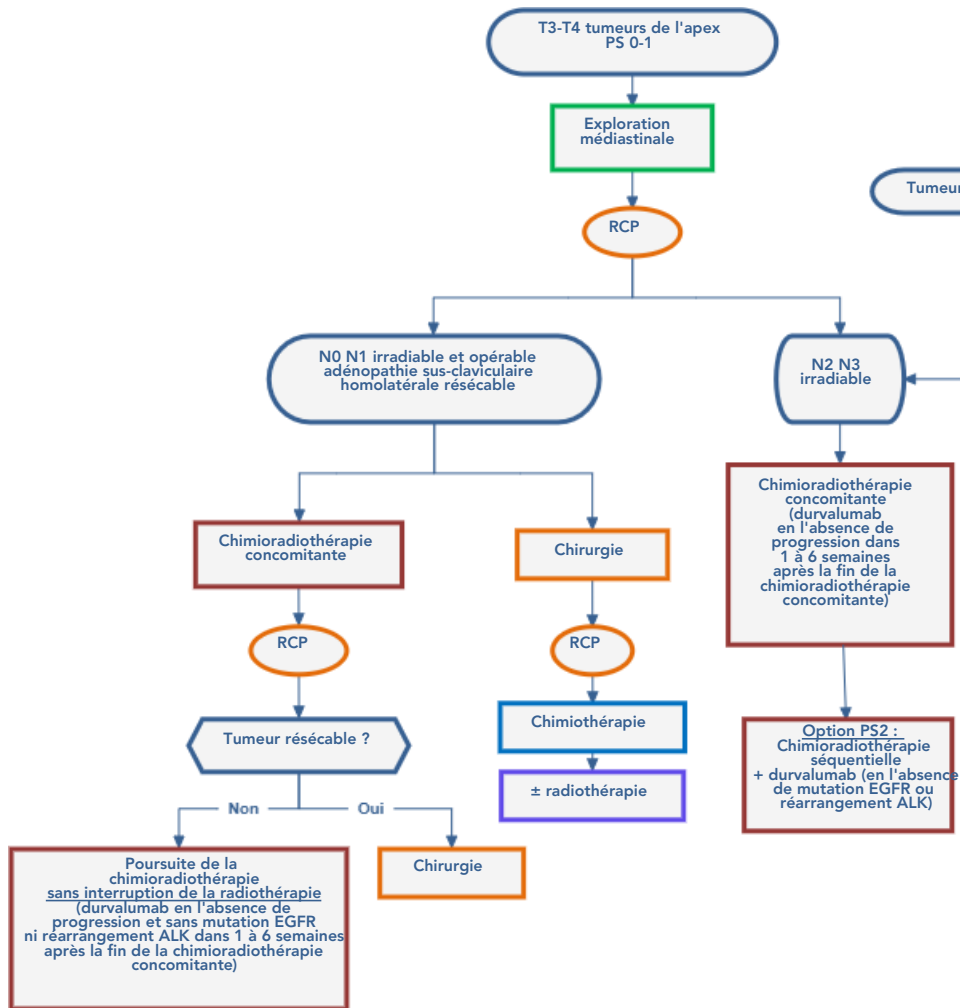 T3-T4 tumeurs de l'apex
PS 0-1
Exploration
médiastinale
Tumeur
RCP
N0 N1 irradiable et opérable
adénopathie sus-claviculaire
homolatérale résécable
N2 N3
irradiable
Chimioradiothérapie
concomitante
Chirurgie
Chimioradiothérapie
concomitante
(durvalumab
en l'absence de
progression dans
1 à 6 semaines
après la fin de la
chimioradiothérapie
concomitante)
RCP
RCP
Tumeur résécable ?
Chimiothérapie
± radiothérapie
Option PS2 :
Chimioradiothérapie
séquentielle
+ durvalumab (en l'absence
de mutation EGFR ou
réarrangement ALK)
Non
Oui
Poursuite de la
chimioradiothérapie
sans interruption de la radiothérapie
(durvalumab en l'absence de
progression et sans mutation EGFR
ni réarrangement ALK dans 1 à 6 semaines
après la fin de la chimioradiothérapie
concomitante)
Chirurgie